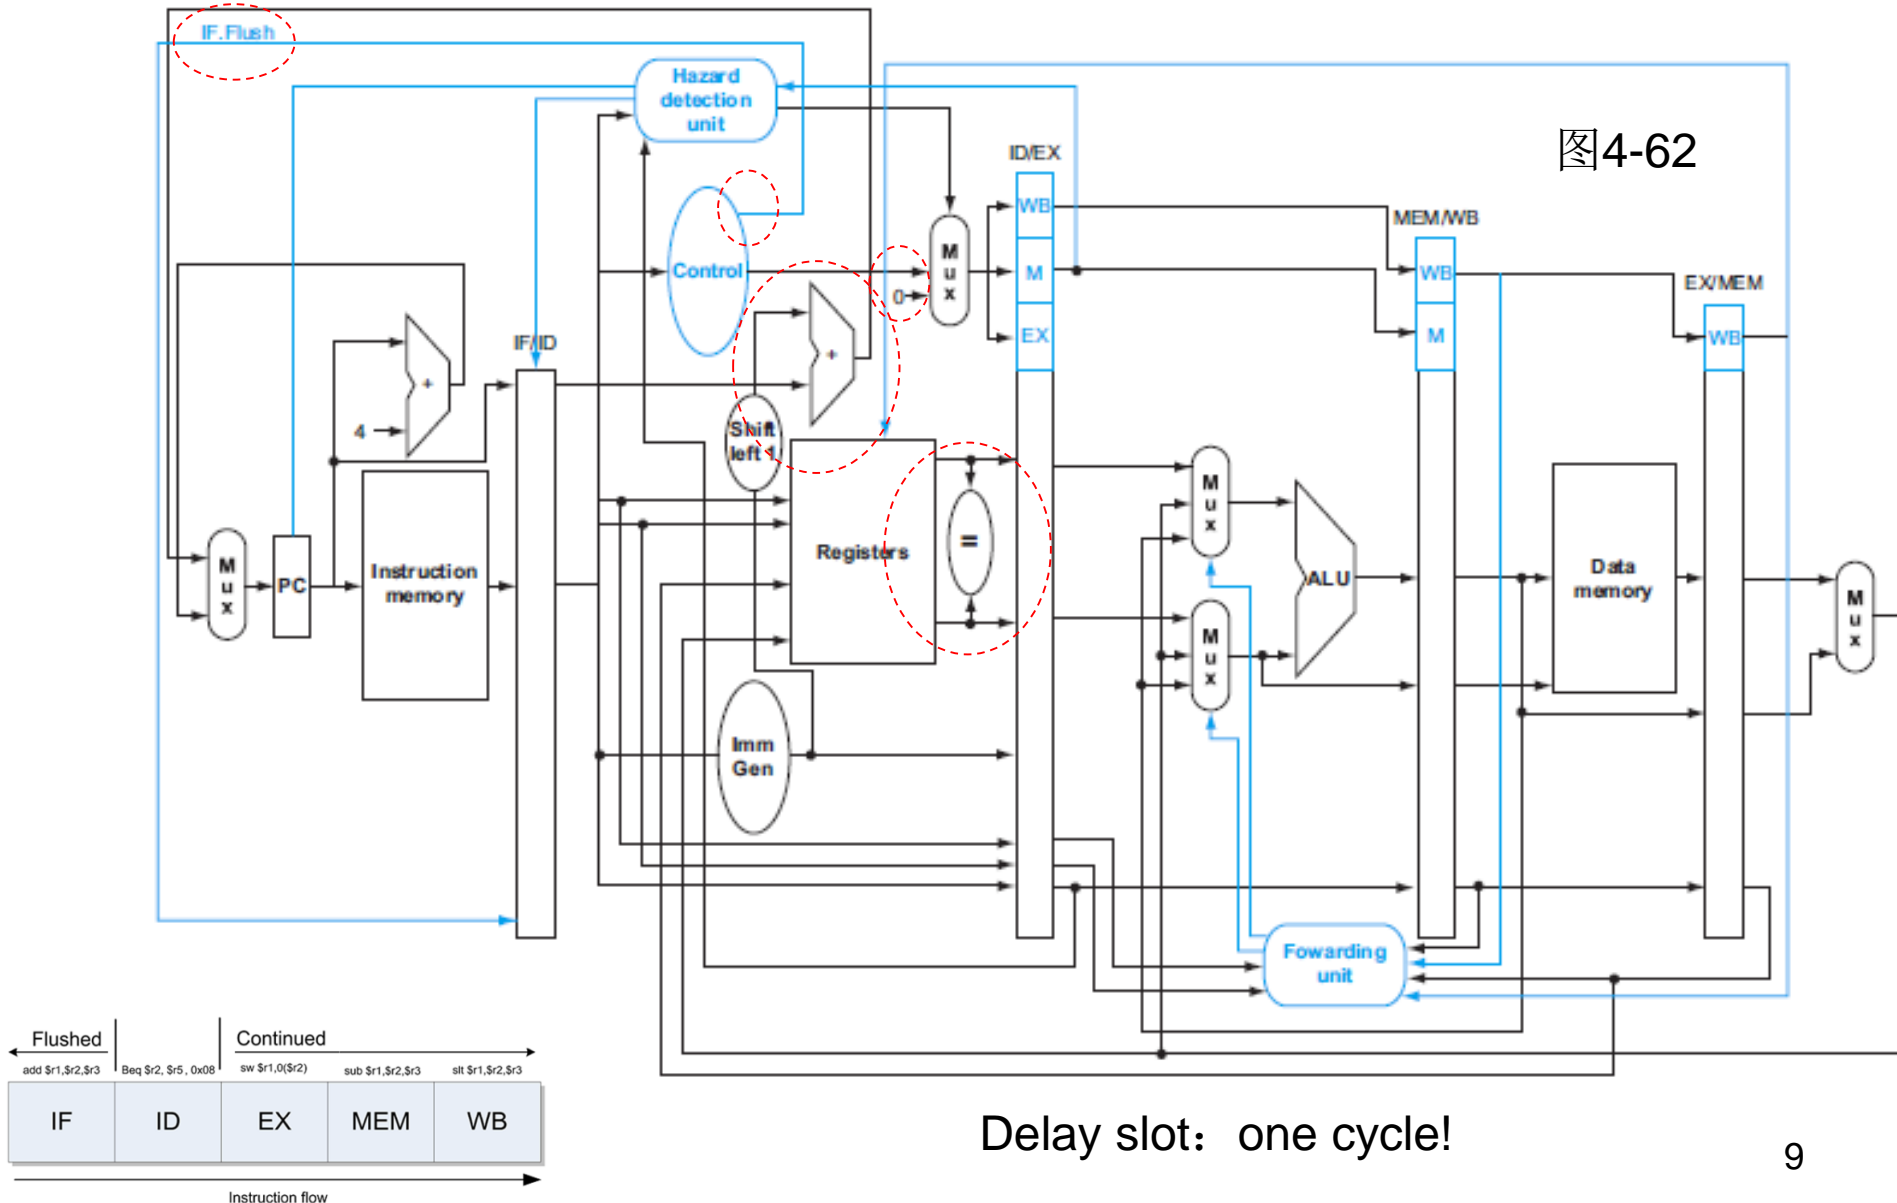 IF.Flush
Hazard
detection
unit
图4-62
ID/EX
WB
M
EX
MEM/WB
WB
M
EX/MEM
WB
Control
M
u
x
0
+
IF/ID
+
4
Shift
left 1
M
u
x
PC
Instruction
memory
Registers
=
M
u
x
M
u
x
ALU
Data
memory
M
u
x
Imm
Gen
Fowarding
unit
Flushed
Continued
add $r1,$r2,$r3
Beq $r2, $r5, 0x08
sw $r1,0($r2)
sub $r1,$r2,$r3
slt $r1,$r2,$r3
IF
ID
EX
MEM
WB
Instruction flow
Delay slot：one cycle!
9